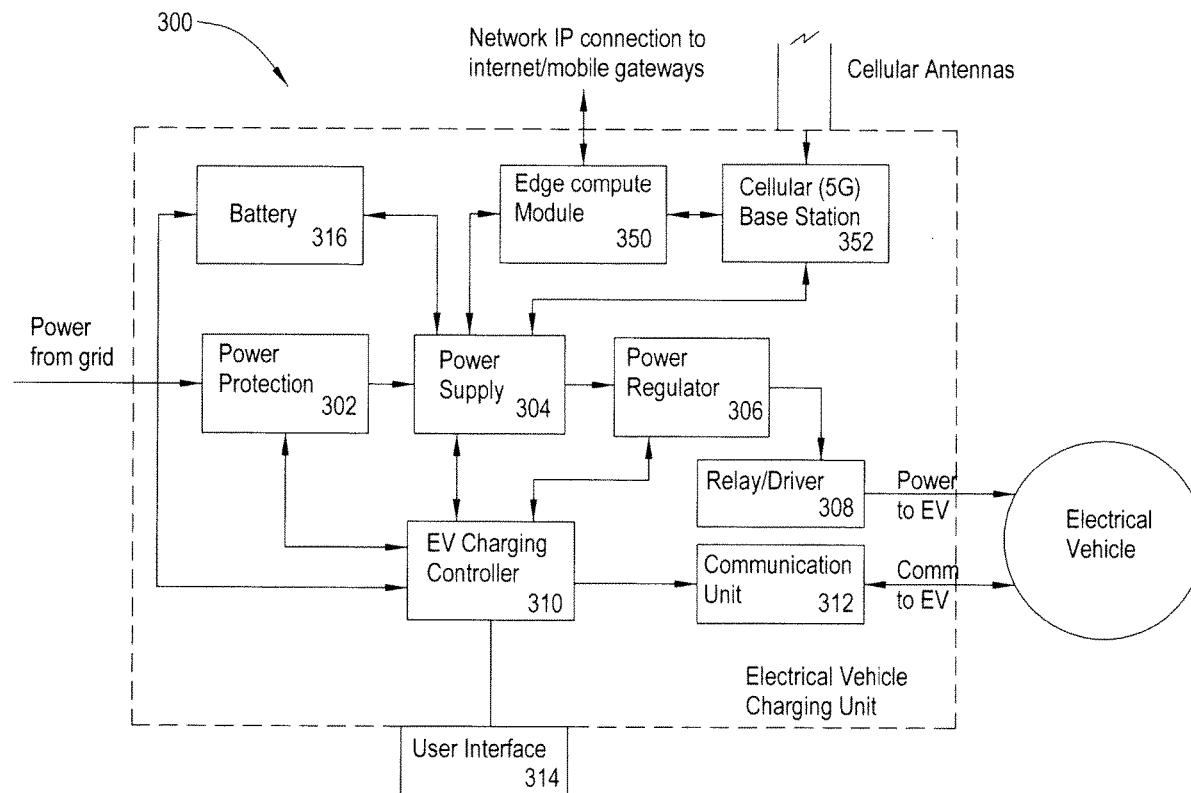 300
Network IP connection to
internet/mobile gateways
Cellular Antennas
Battery
316
Edge compute
Module
350
Cellular (5G)
Base Station
352
Power
from grid
Power
Protection
302
Power
Supply
304
Power
Regulator
306
Relay/Driver
308
Power
to EV
Electrical
Vehicle
EV Charging
Controller
310
Communication
Unit
312
Comm
to EV
Electrical Vehicle
Charging Unit
User Interface
314